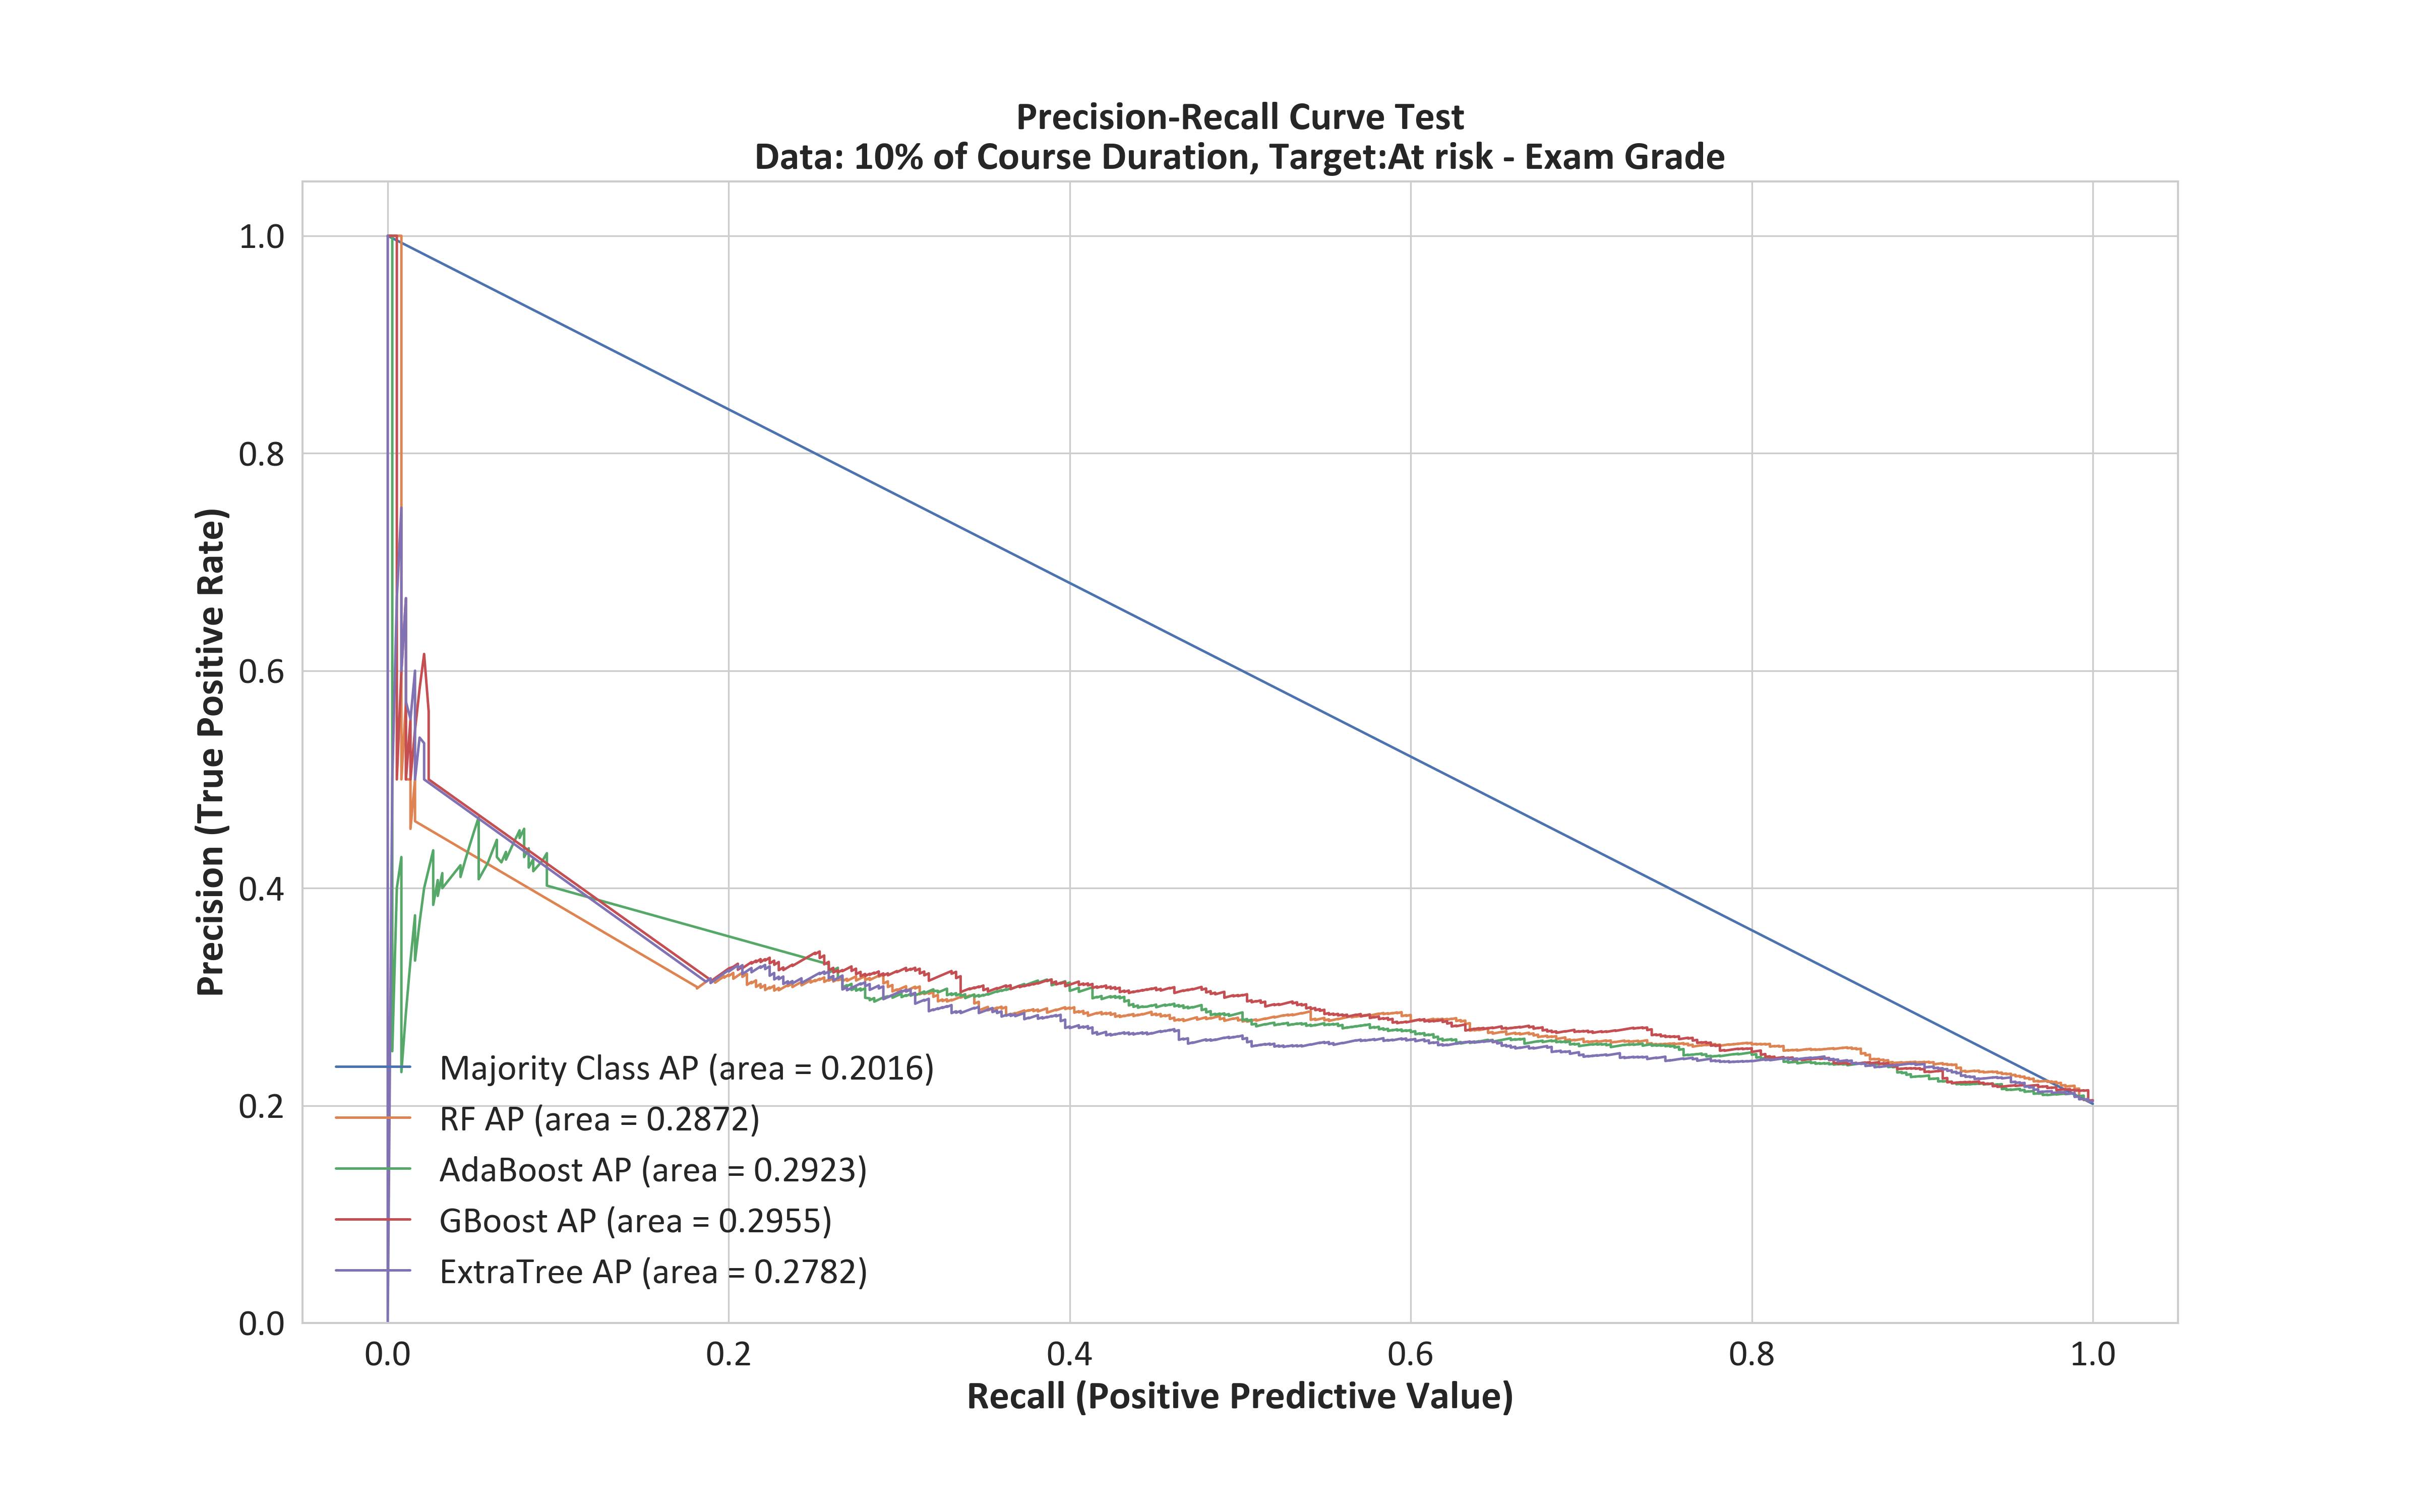 Precision-Recall Curve Test
Data: 10% of Course Duration, Target:At risk - Exam Grade
Precision (True Positive Rate)
1.0
0.8
0.6
0.4
0.2
0.0
Majority Class AP (area = 0.2016)
RF AP (area = 0.2872)
AdaBoost AP (area = 0.2923)
GBoost AP (area = 0.2955)
ExtraTree AP (area = 0.2782)
0.0 0.2 0.4 0.6 0.8 1.0
Recall (Positive Predictive Value)